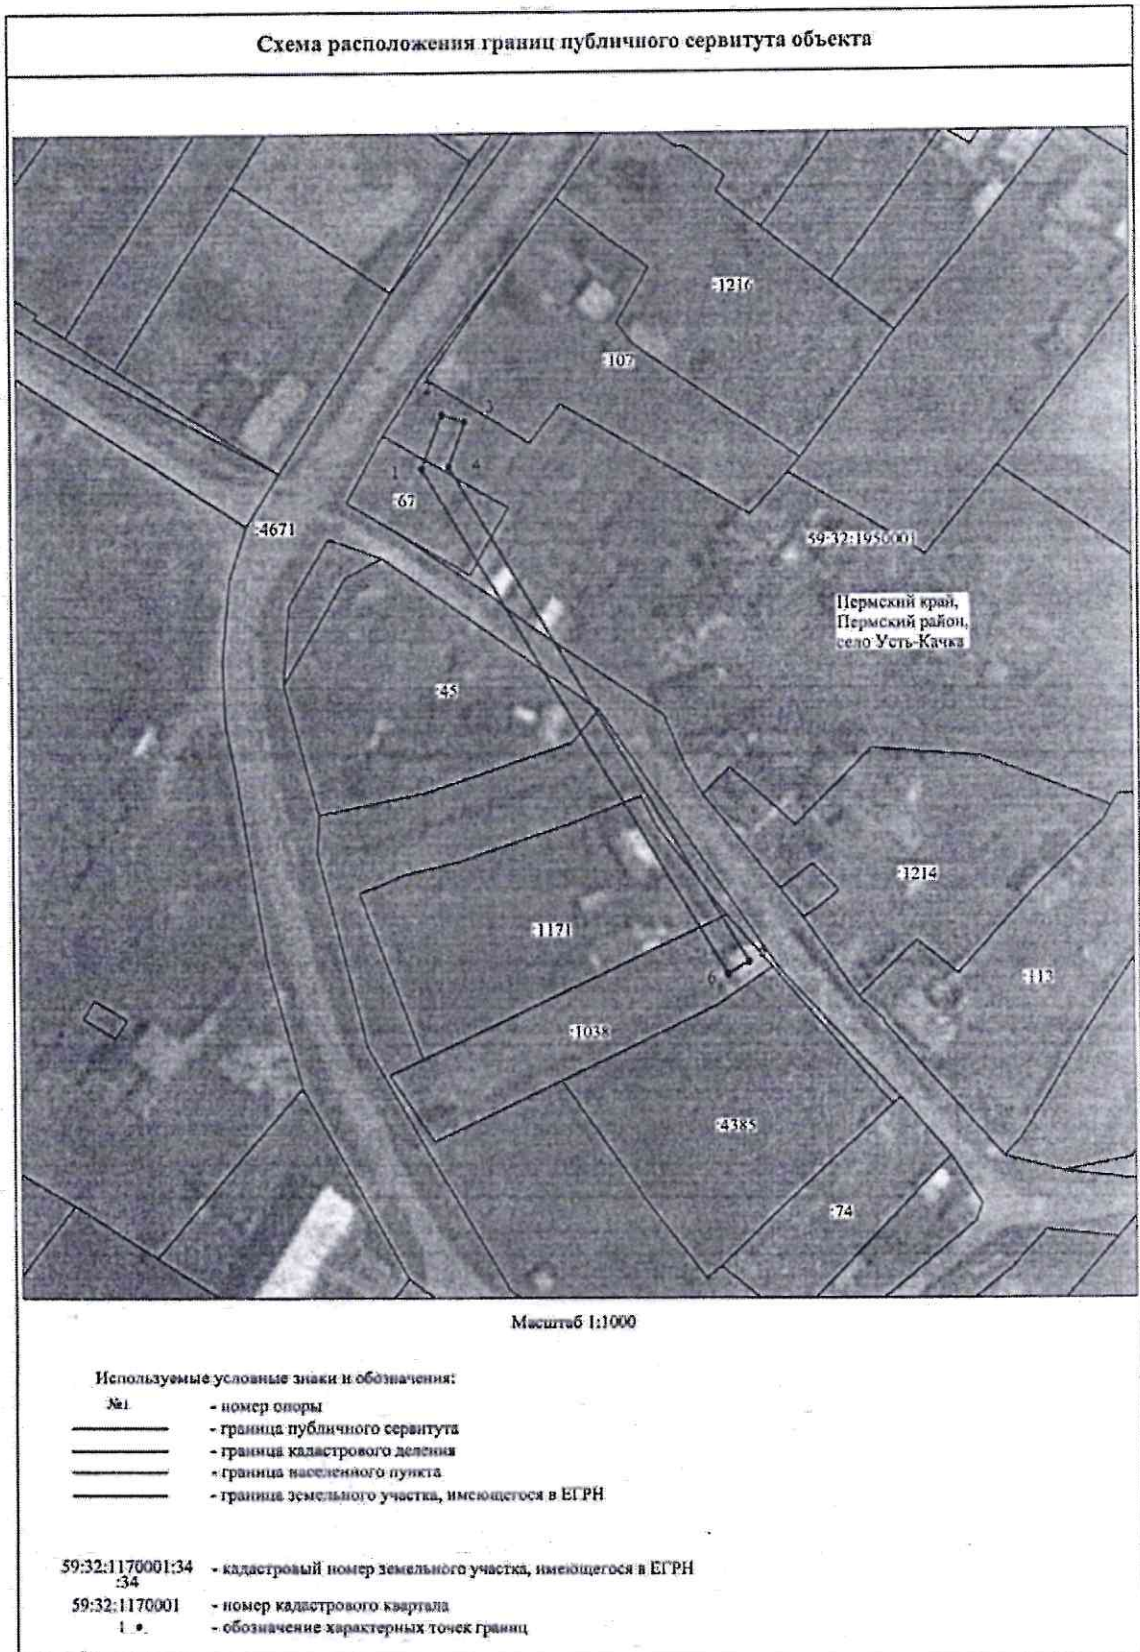 Схема расположения границ публичного сервитута объекта
:1216
:107
3
1
4
:67
:4671
59:32:1950001
Пермский край,
Пермский район,
село Усть-Качка
:45
:1214
:1171
6
:113
:1038
:4385
:74
Масштаб 1:1000
Используемые условные знаки и обозначения:
№1 - номер опоры
- граница публичного сервитута
- граница кадастрового деления
- граница населенного пункта
- граница земельного участка, имеющегося в ЕГРН
59:32:1170001:34 - кадастровый номер земельного участка, имеющегося в ЕГРН
:34
59:32:1170001 - номер кадастрового квартала
1 • - обозначение характерных точек границ